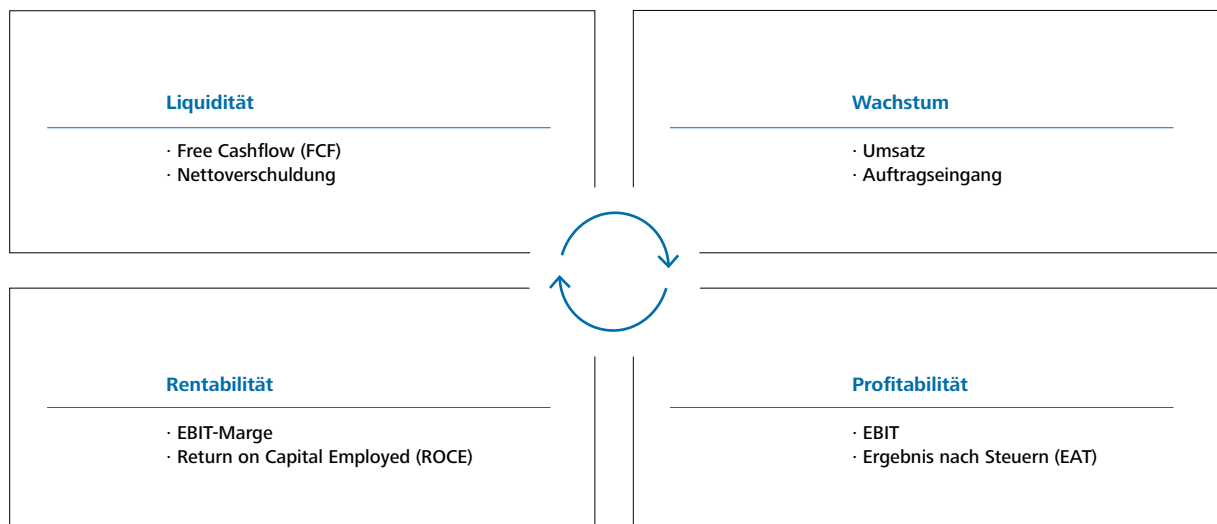 Liquidität
· Free Cashflow (FCF)
· Nettoverschuldung
Wachstum
· Umsatz
· Auftragseingang
Rentabilität
· EBIT-Marge
· Return on Capital Employed (ROCE)
Profitabilität
· EBIT
· Ergebnis nach Steuern (EAT)